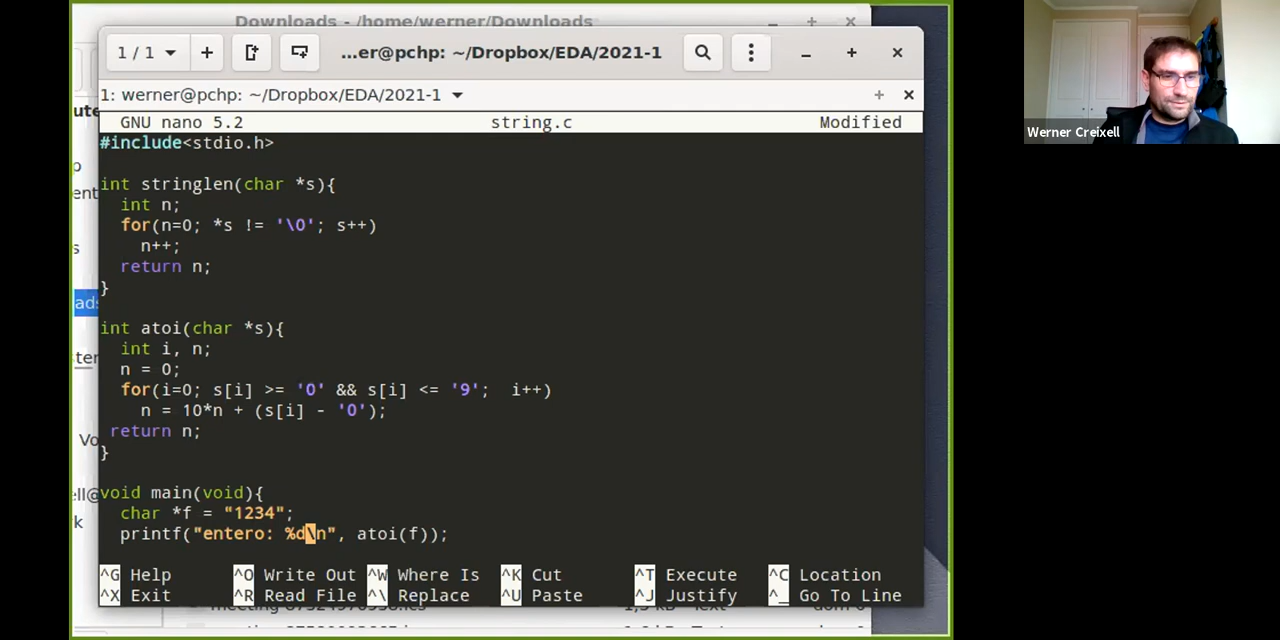 Downloads - /home/werner/Downloads
1 / 1
...er@pchp: ~/Dropbox/EDA/2021-1
1: werner@pchp: ~/Dropbox/EDA/2021-1
GNU nano 5.2 string.c Modified
#include<stdio.h>
int stringlen(char *s){
int n;
for(n=0; *s != '\0'; s++)
n++;
return n;
}
int atoi(char *s){
int i, n;
n = 0;
for(i=0; s[i] >= '0' && s[i] <= '9';  i++)
n = 10*n + (s[i] - '0');
return n;
}
void main(void){
char *f = "1234";
printf("entero: %d\n", atoi(f));
^G Help ^O Write Out ^W Where Is ^K Cut ^T Execute ^C Location
^X Exit ^R Read File ^\ Replace ^U Paste ^J Justify ^_ Go To Line
Werner Creixell